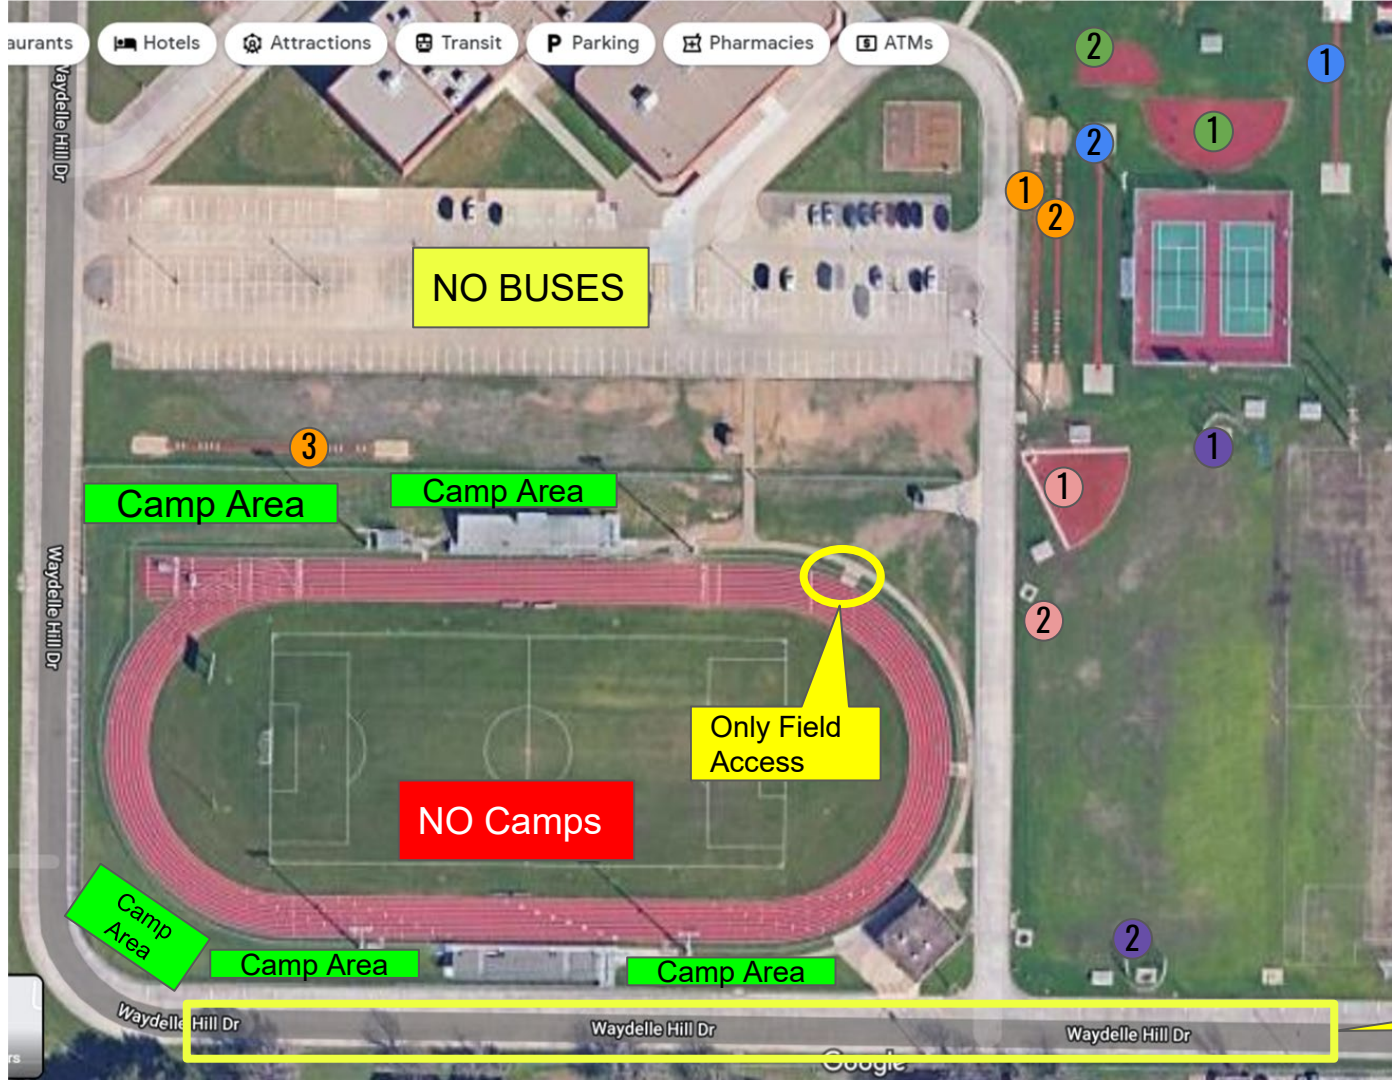 aurants
Hotels
Attractions
Transit
Parking
Pharmacies
ATMs
2
1
1
2
1
2
Waydelle Hill Dr
NO BUSES
3
1
Camp Area
Camp Area
1
Waydelle Hill Dr
2
Only Field
Access
NO Camps
Camp
Area
2
Camp Area
Camp Area
Waydelle Hill Dr
Waydelle Hill Dr
Waydelle Hill Dr
rs
Google